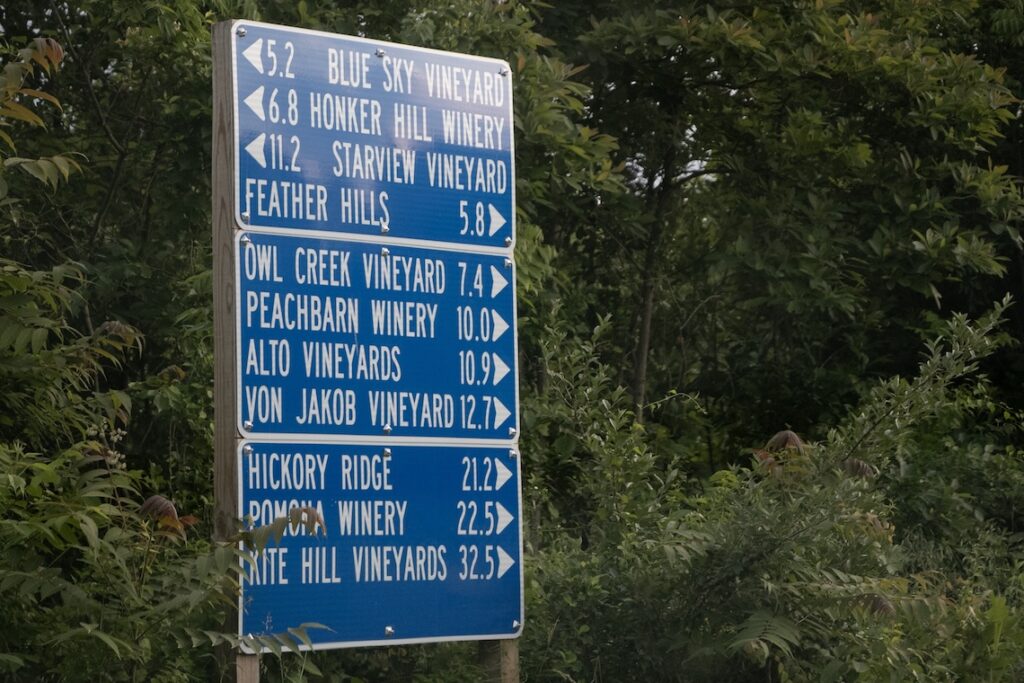 5.2 BLUE SKY VINEYARD
6.8 HONKER HILL WINERY
11.2 STARVIEW VINEYARD
FEATHER HILLS 5.8
OWL CREEK VINEYARD 7.4
PEACHBARN WINERY 10.0
ALTO VINEYARDS 10.9
VON JAKOB VINEYARD 12.7
HICKORY RIDGE 21.2
POMONA WINERY 22.5
KITE HILL VINEYARDS 32.5